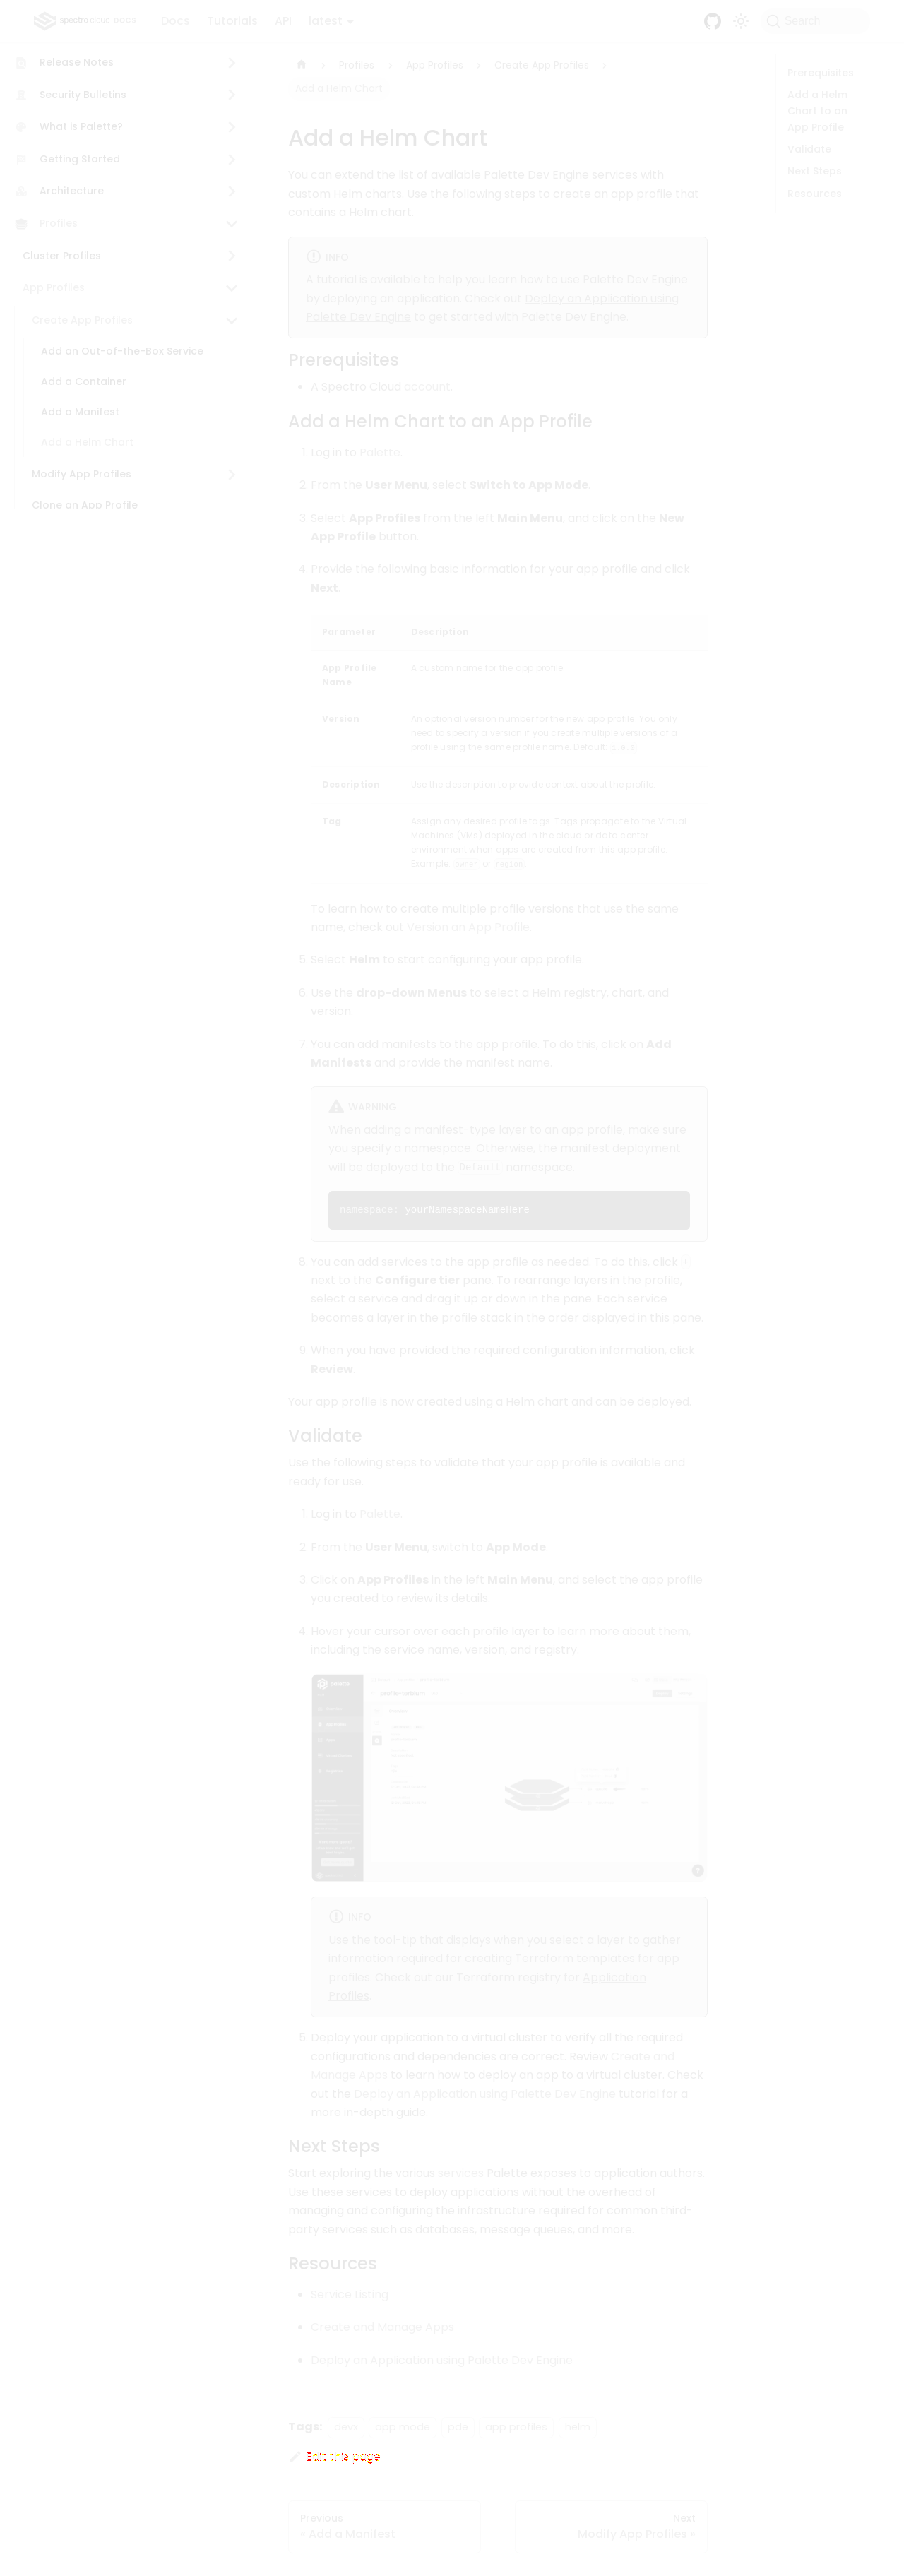 spectro cloud DOCS Docs Tutorials API latest Search
Release Notes
Security Bulletins
What is Palette?
Getting Started
Architecture
Profiles
Cluster Profiles
App Profiles
Create App Profiles
Add an Out-of-the-Box Service
Add a Container
Add a Manifest
Add a Helm Chart
Modify App Profiles
Clone an App Profile
Profiles › App Profiles › Create App Profiles ›
Add a Helm Chart
Add a Helm Chart
You can extend the list of available Palette Dev Engine services with
custom Helm charts. Use the following steps to create an app profile that
contains a Helm chart.
INFO
A tutorial is available to help you learn how to use Palette Dev Engine
by deploying an application. Check out Deploy an Application using
Palette Dev Engine to get started with Palette Dev Engine.
Prerequisites
• A Spectro Cloud account.
Add a Helm Chart to an App Profile
1. Log in to Palette.
2. From the User Menu, select Switch to App Mode.
3. Select App Profiles from the left Main Menu, and click on the New
App Profile button.
4. Provide the following basic information for your app profile and click
Next.
Parameter Description
App Profile
Name
A custom name for the app profile.
Version
An optional version number for the new app profile. You only
need to specify a version if you create multiple versions of a
profile using the same profile name. Default:
Description Use the description to provide context about the profile.
Tag
Assign any desired profile tags. Tags propagate to the Virtual
Machines (VMs) deployed in the cloud or data center
environment when apps are created from this app profile.
Example: or
To learn how to create multiple profile versions that use the same
name, check out Version an App Profile.
5. Select Helm to start configuring your app profile.
6. Use the drop-down Menus to select a Helm registry, chart, and
version.
7. You can add manifests to the app profile. To do this, click on Add
Manifests and provide the manifest name.
WARNING
When adding a manifest-type layer to an app profile, make sure
you specify a namespace. Otherwise, the manifest deployment
will be deployed to the Default namespace.
namespace: yourNamespaceNameHere
8. You can add services to the app profile as needed. To do this, click +
next to the Configure tier pane. To rearrange layers in the profile,
select a service and drag it up or down in the pane. Each service
becomes a layer in the profile stack in the order displayed in this pane.
9. When you have provided the required configuration information, click
Review.
Your app profile is now created using a Helm chart and can be deployed.
Validate
Use the following steps to validate that your app profile is available and
ready for use.
1. Log in to Palette.
2. From the User Menu, switch to App Mode.
3. Click on App Profiles in the left Main Menu, and select the app profile
you created to review its details.
4. Hover your cursor over each profile layer to learn more about them,
including the service name, version, and registry.
INFO
Use the tool-tip that displays when you select a layer to gather
information required for creating Terraform templates for app
profiles. Check out our Terraform registry for Application
Profiles.
5. Deploy your application to a virtual cluster to verify all the required
configurations and dependencies are correct. Review Create and
Manage Apps to learn how to deploy an app to a virtual cluster. Check
out the Deploy an Application using Palette Dev Engine tutorial for a
more in-depth guide.
Next Steps
Start exploring the various services Palette exposes to application authors.
Use these services to deploy applications without the overhead of
managing and configuring the infrastructure required for common third-
party services such as databases, message queues, and more.
Resources
• Service Listing
• Create and Manage Apps
• Deploy an Application using Palette Dev Engine
Tags: devx app mode pde app profiles helm
Edit this page
Previous
« Add a Manifest
Next
Modify App Profiles »
Prerequisites
Add a Helm
Chart to an
App Profile
Validate
Next Steps
Resources